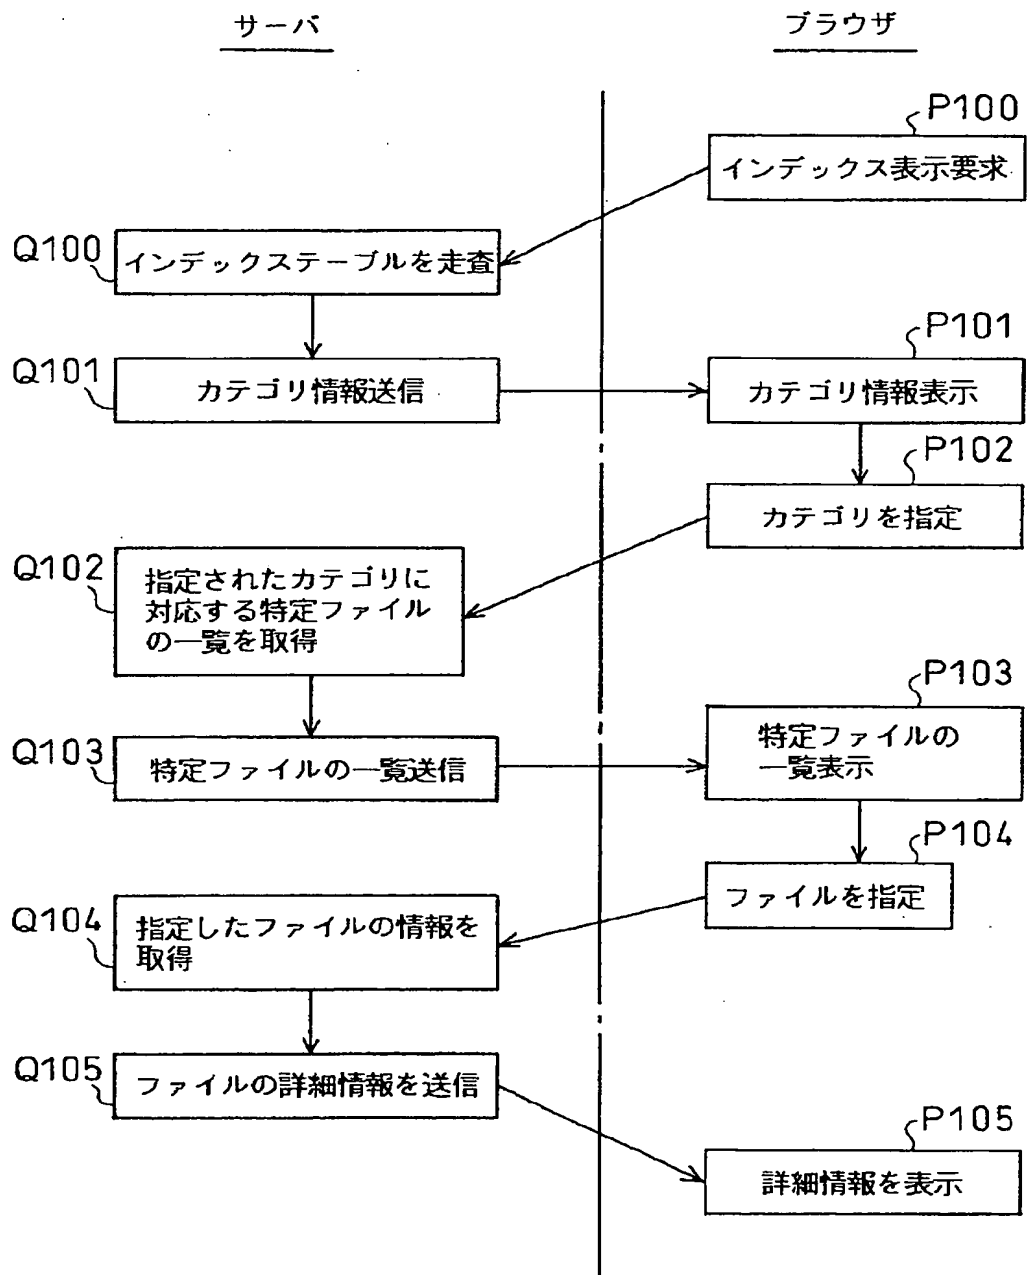 サーバ
ブラウザ
P100
インデックス表示要求
Q100
インデックステーブルを走査
Q101
カテゴリ情報送信
P101
カテゴリ情報表示
P102
カテゴリを指定
Q102
指定されたカテゴリに
対応する特定ファイル
の一覧を取得
Q103
特定ファイルの一覧送信
P103
特定ファイルの
一覧表示
P104
ファイルを指定
Q104
指定したファイルの情報を
取得
Q105
ファイルの詳細情報を送信
P105
詳細情報を表示